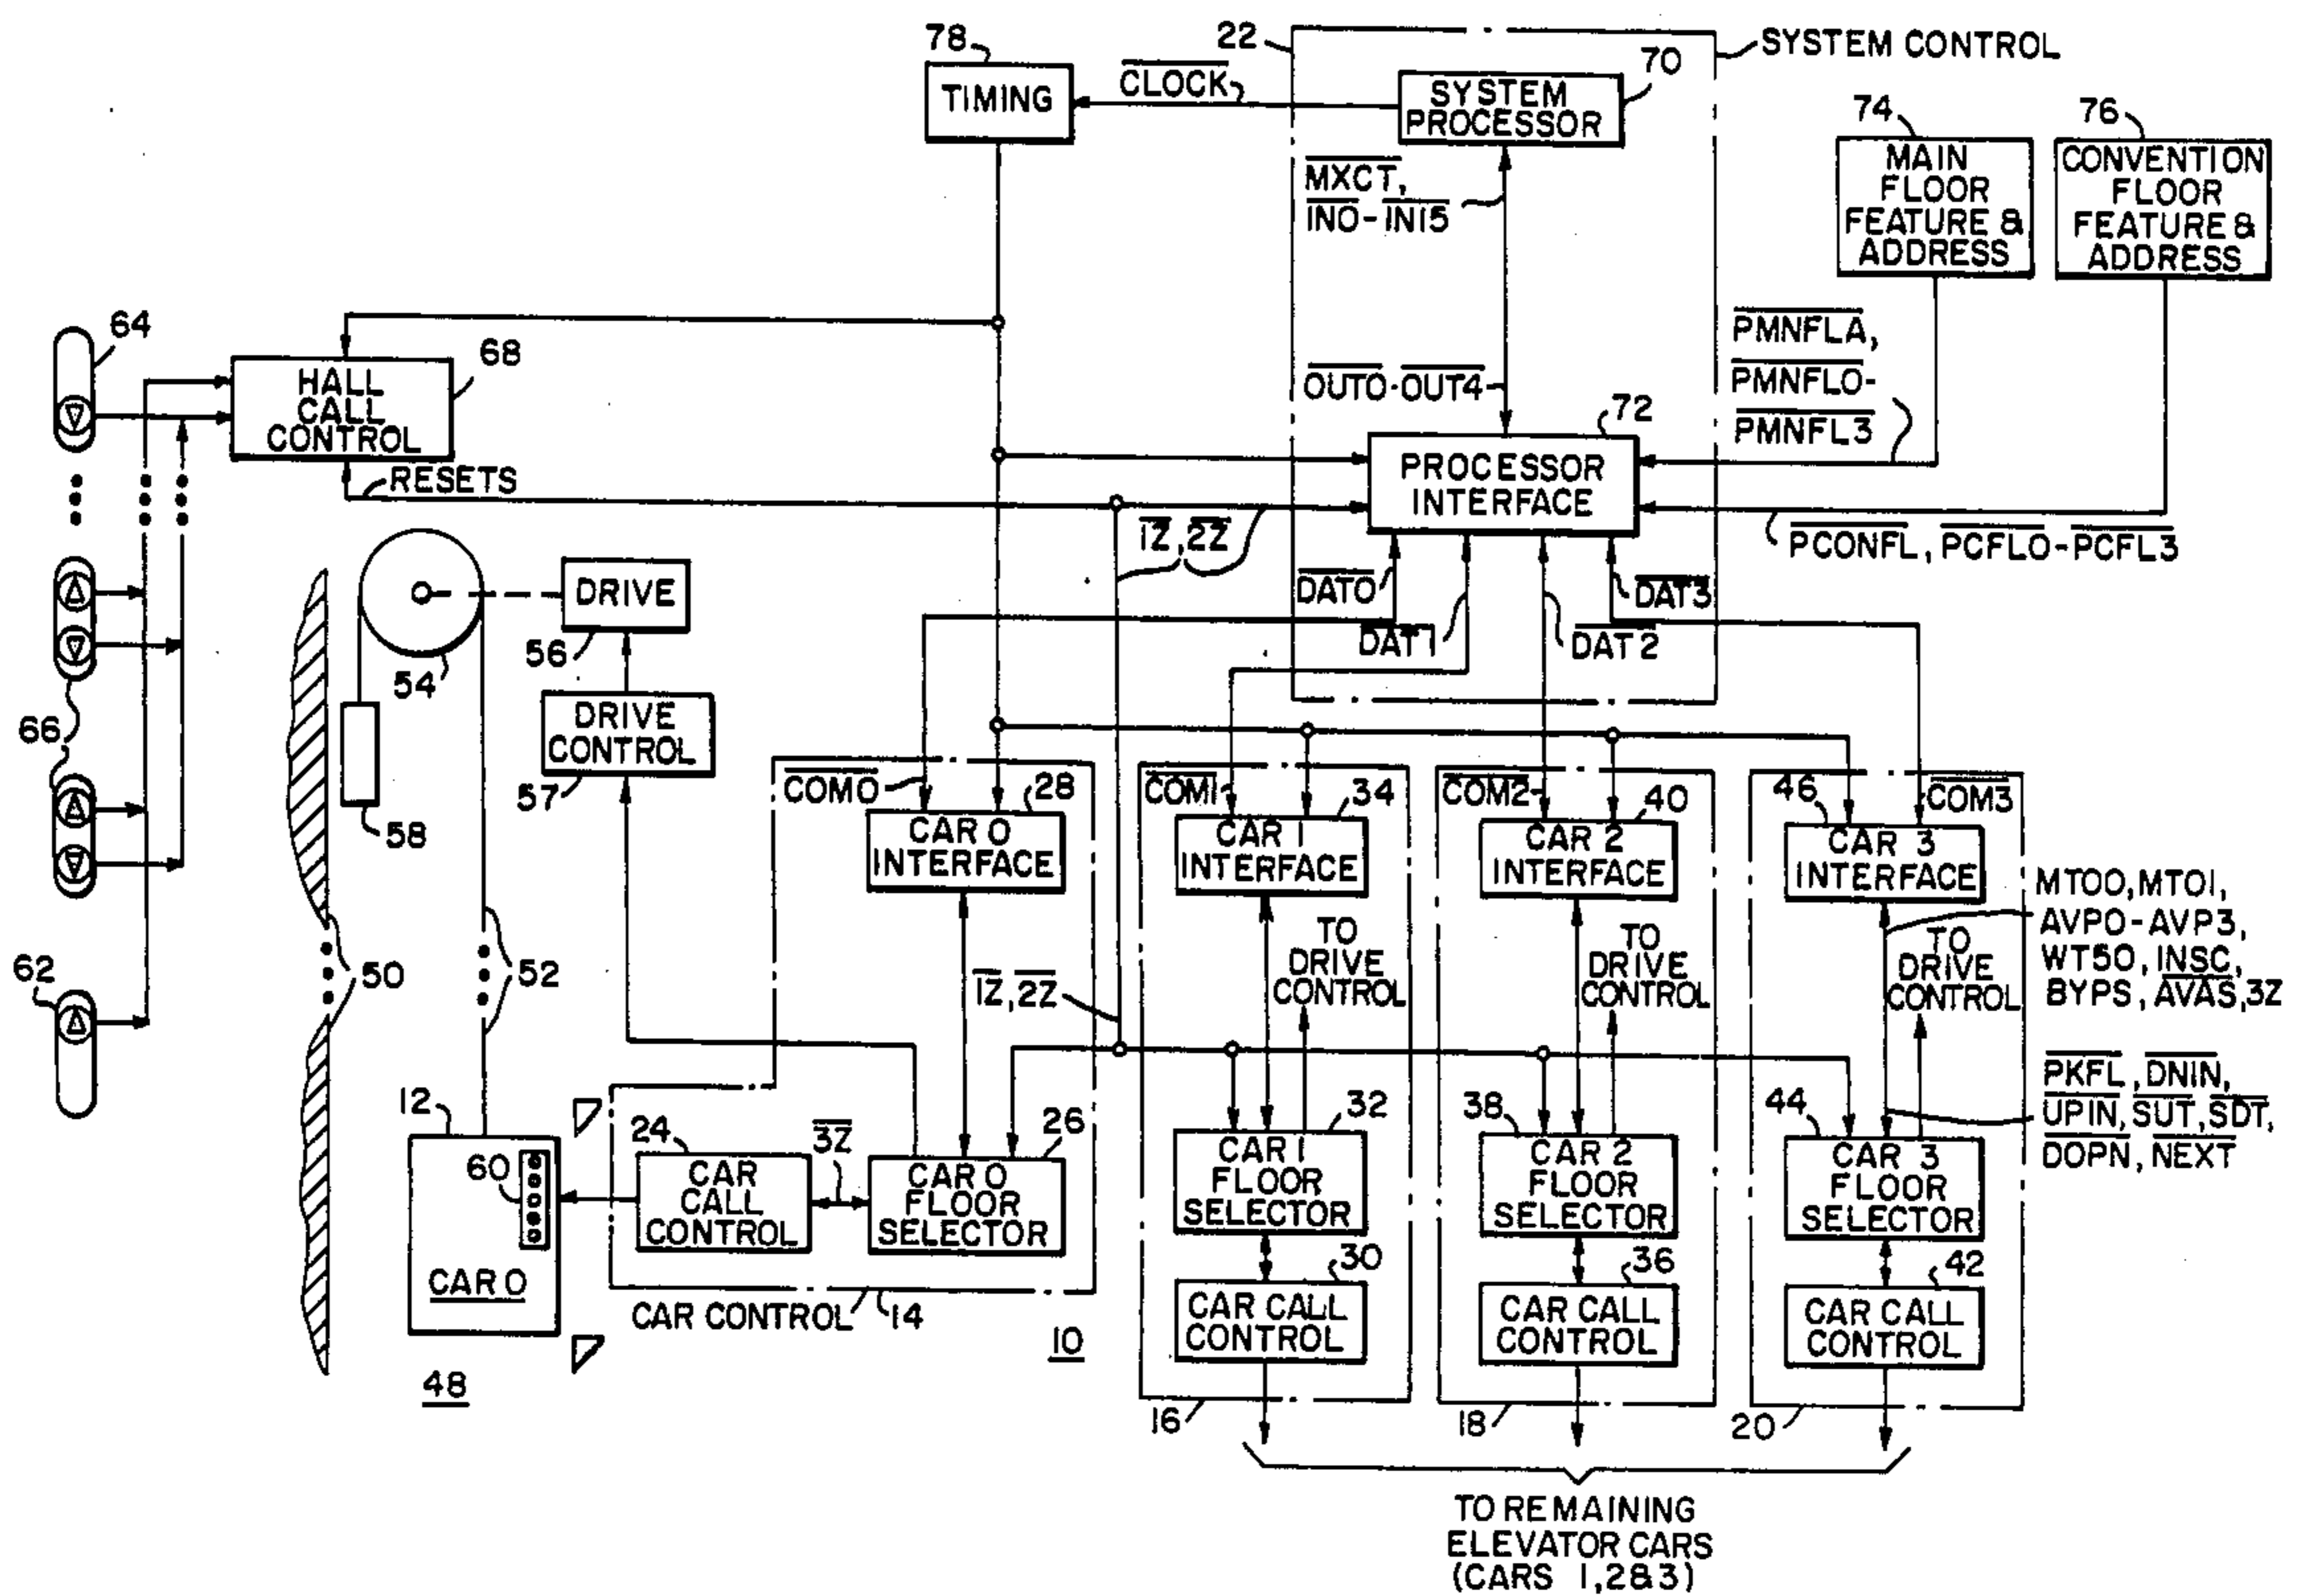 78
22
SYSTEM CONTROL
TIMING
CLOCK
SYSTEM
PROCESSOR
70
74
76
MAIN
FLOOR
FEATURE &
ADDRESS
CONVENTION
FLOOR
FEATURE &
ADDRESS
MXCT,
IN0-IN15
64
68
HALL
CALL
CONTROL
PMNFLA,
PMNFL0-
PMNFL3
OUT0-OUT4
72
PROCESSOR
INTERFACE
RESETS
1Z, 2Z
PCONFL, PCFL0-PCFL3
DAT0
DAT1
DAT2
DAT3
DRIVE
56
54
DRIVE
CONTROL
57
58
66
COM0
28
CAR 0
INTERFACE
COM1
34
CAR 1
INTERFACE
COM2
40
CAR 2
INTERFACE
46
COM3
CAR 3
INTERFACE
MT00, MT01,
AVP0-AVP3,
WT50, INSC,
BYPS, AVAS, 3Z
TO
DRIVE
CONTROL
TO
DRIVE
CONTROL
TO
DRIVE
CONTROL
62
50
52
1Z, 2Z
PKFL, DNIN,
UPIN, SUT, SDT,
DOPN, NEXT
12
60
CAR 0
48
24
CAR
CALL
CONTROL
3Z
26
CAR 0
FLOOR
SELECTOR
CAR CONTROL
14
10
32
CAR 1
FLOOR
SELECTOR
30
CAR CALL
CONTROL
16
38
CAR 2
FLOOR
SELECTOR
36
CAR CALL
CONTROL
18
44
CAR 3
FLOOR
SELECTOR
42
CAR CALL
CONTROL
20
TO REMAINING
ELEVATOR CARS
(CARS 1, 2 & 3)